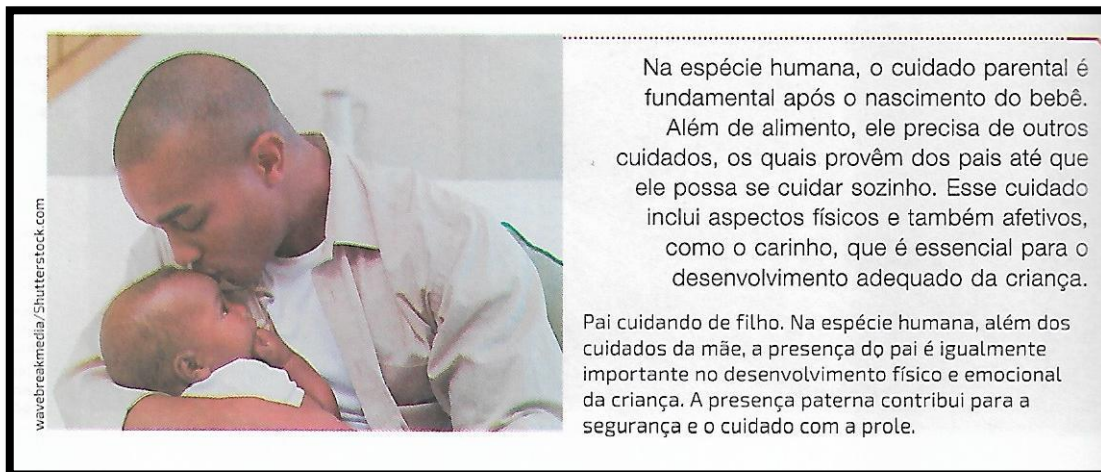 Na espécie humana, o cuidado parental é
fundamental após o nascimento do bebê.
Além de alimento, ele precisa de outros
cuidados, os quais provêm dos pais até que
ele possa se cuidar sozinho. Esse cuidado
inclui aspectos físicos e também afetivos,
como o carinho, que é essencial para o
desenvolvimento adequado da criança.
Pai cuidando de filho. Na espécie humana, além dos
cuidados da mãe, a presença do pai é igualmente
importante no desenvolvimento físico e emocional
da criança. A presença paterna contribui para a
segurança e o cuidado com a prole.
wavebreakmedia/Shutterstock.com